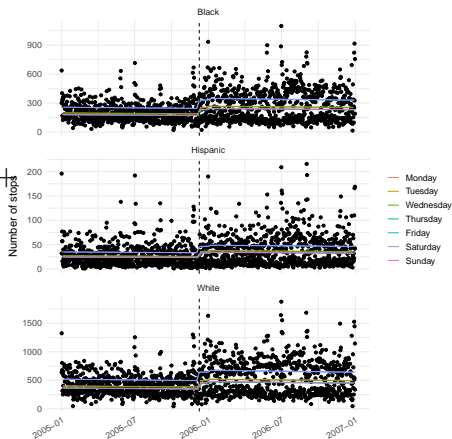 Black
900
600
300
0
Hispanic
200
150
100
50
0
White
1500
1000
500
0
2005-01
2005-07
2006-01
2006-07
2007-01
Number of stops
Monday
Tuesday
Wednesday
Thursday
Friday
Saturday
Sunday